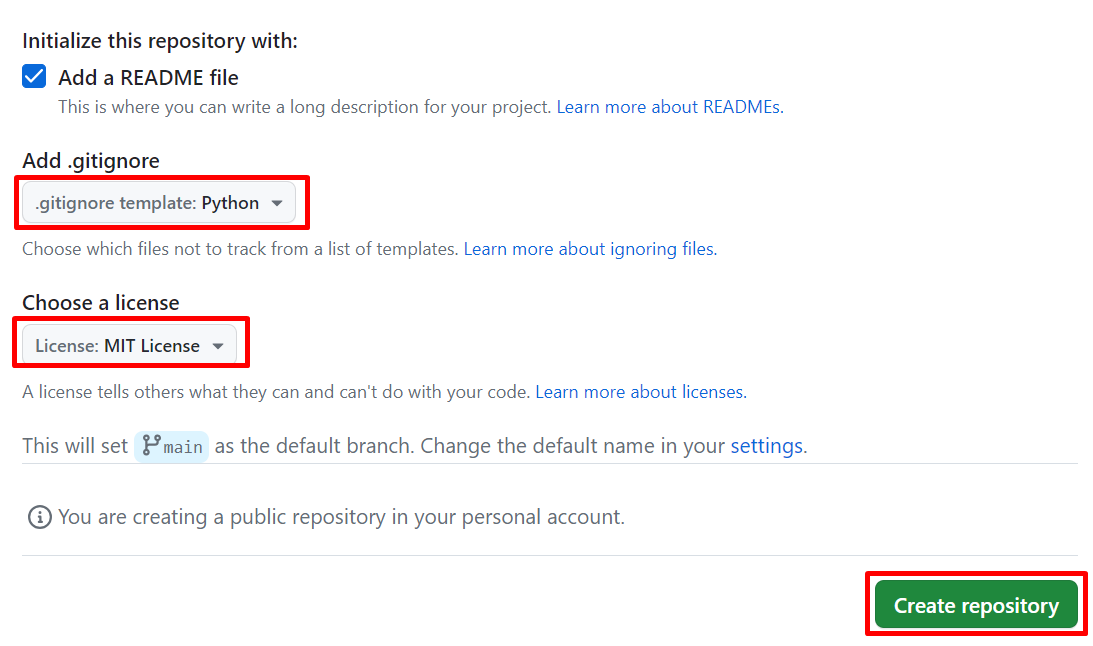 Initialize this repository with:
Add a README file
This is where you can write a long description for your project. Learn more about READMEs.
Add .gitignore
.gitignore template: Python
Choose which files not to track from a list of templates. Learn more about ignoring files.
Choose a license
License: MIT License
A license tells others what they can and can't do with your code. Learn more about licenses.
This will set main as the default branch. Change the default name in your settings.
You are creating a public repository in your personal account.
Create repository